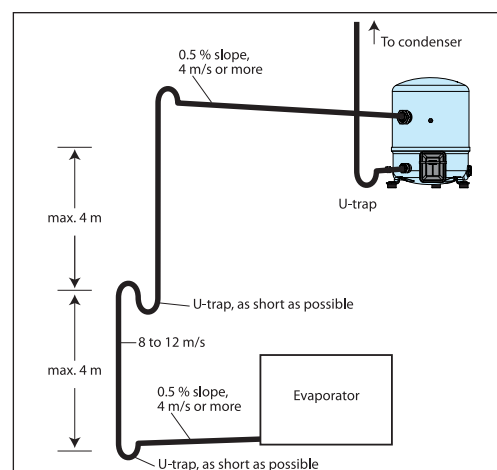 To condenser
0.5 % slope,
4 m/s or more
max. 4 m
U-trap
U-trap, as short as possible
8 to 12 m/s
max. 4 m
0.5 % slope,
4 m/s or more
Evaporator
U-trap, as short as possible